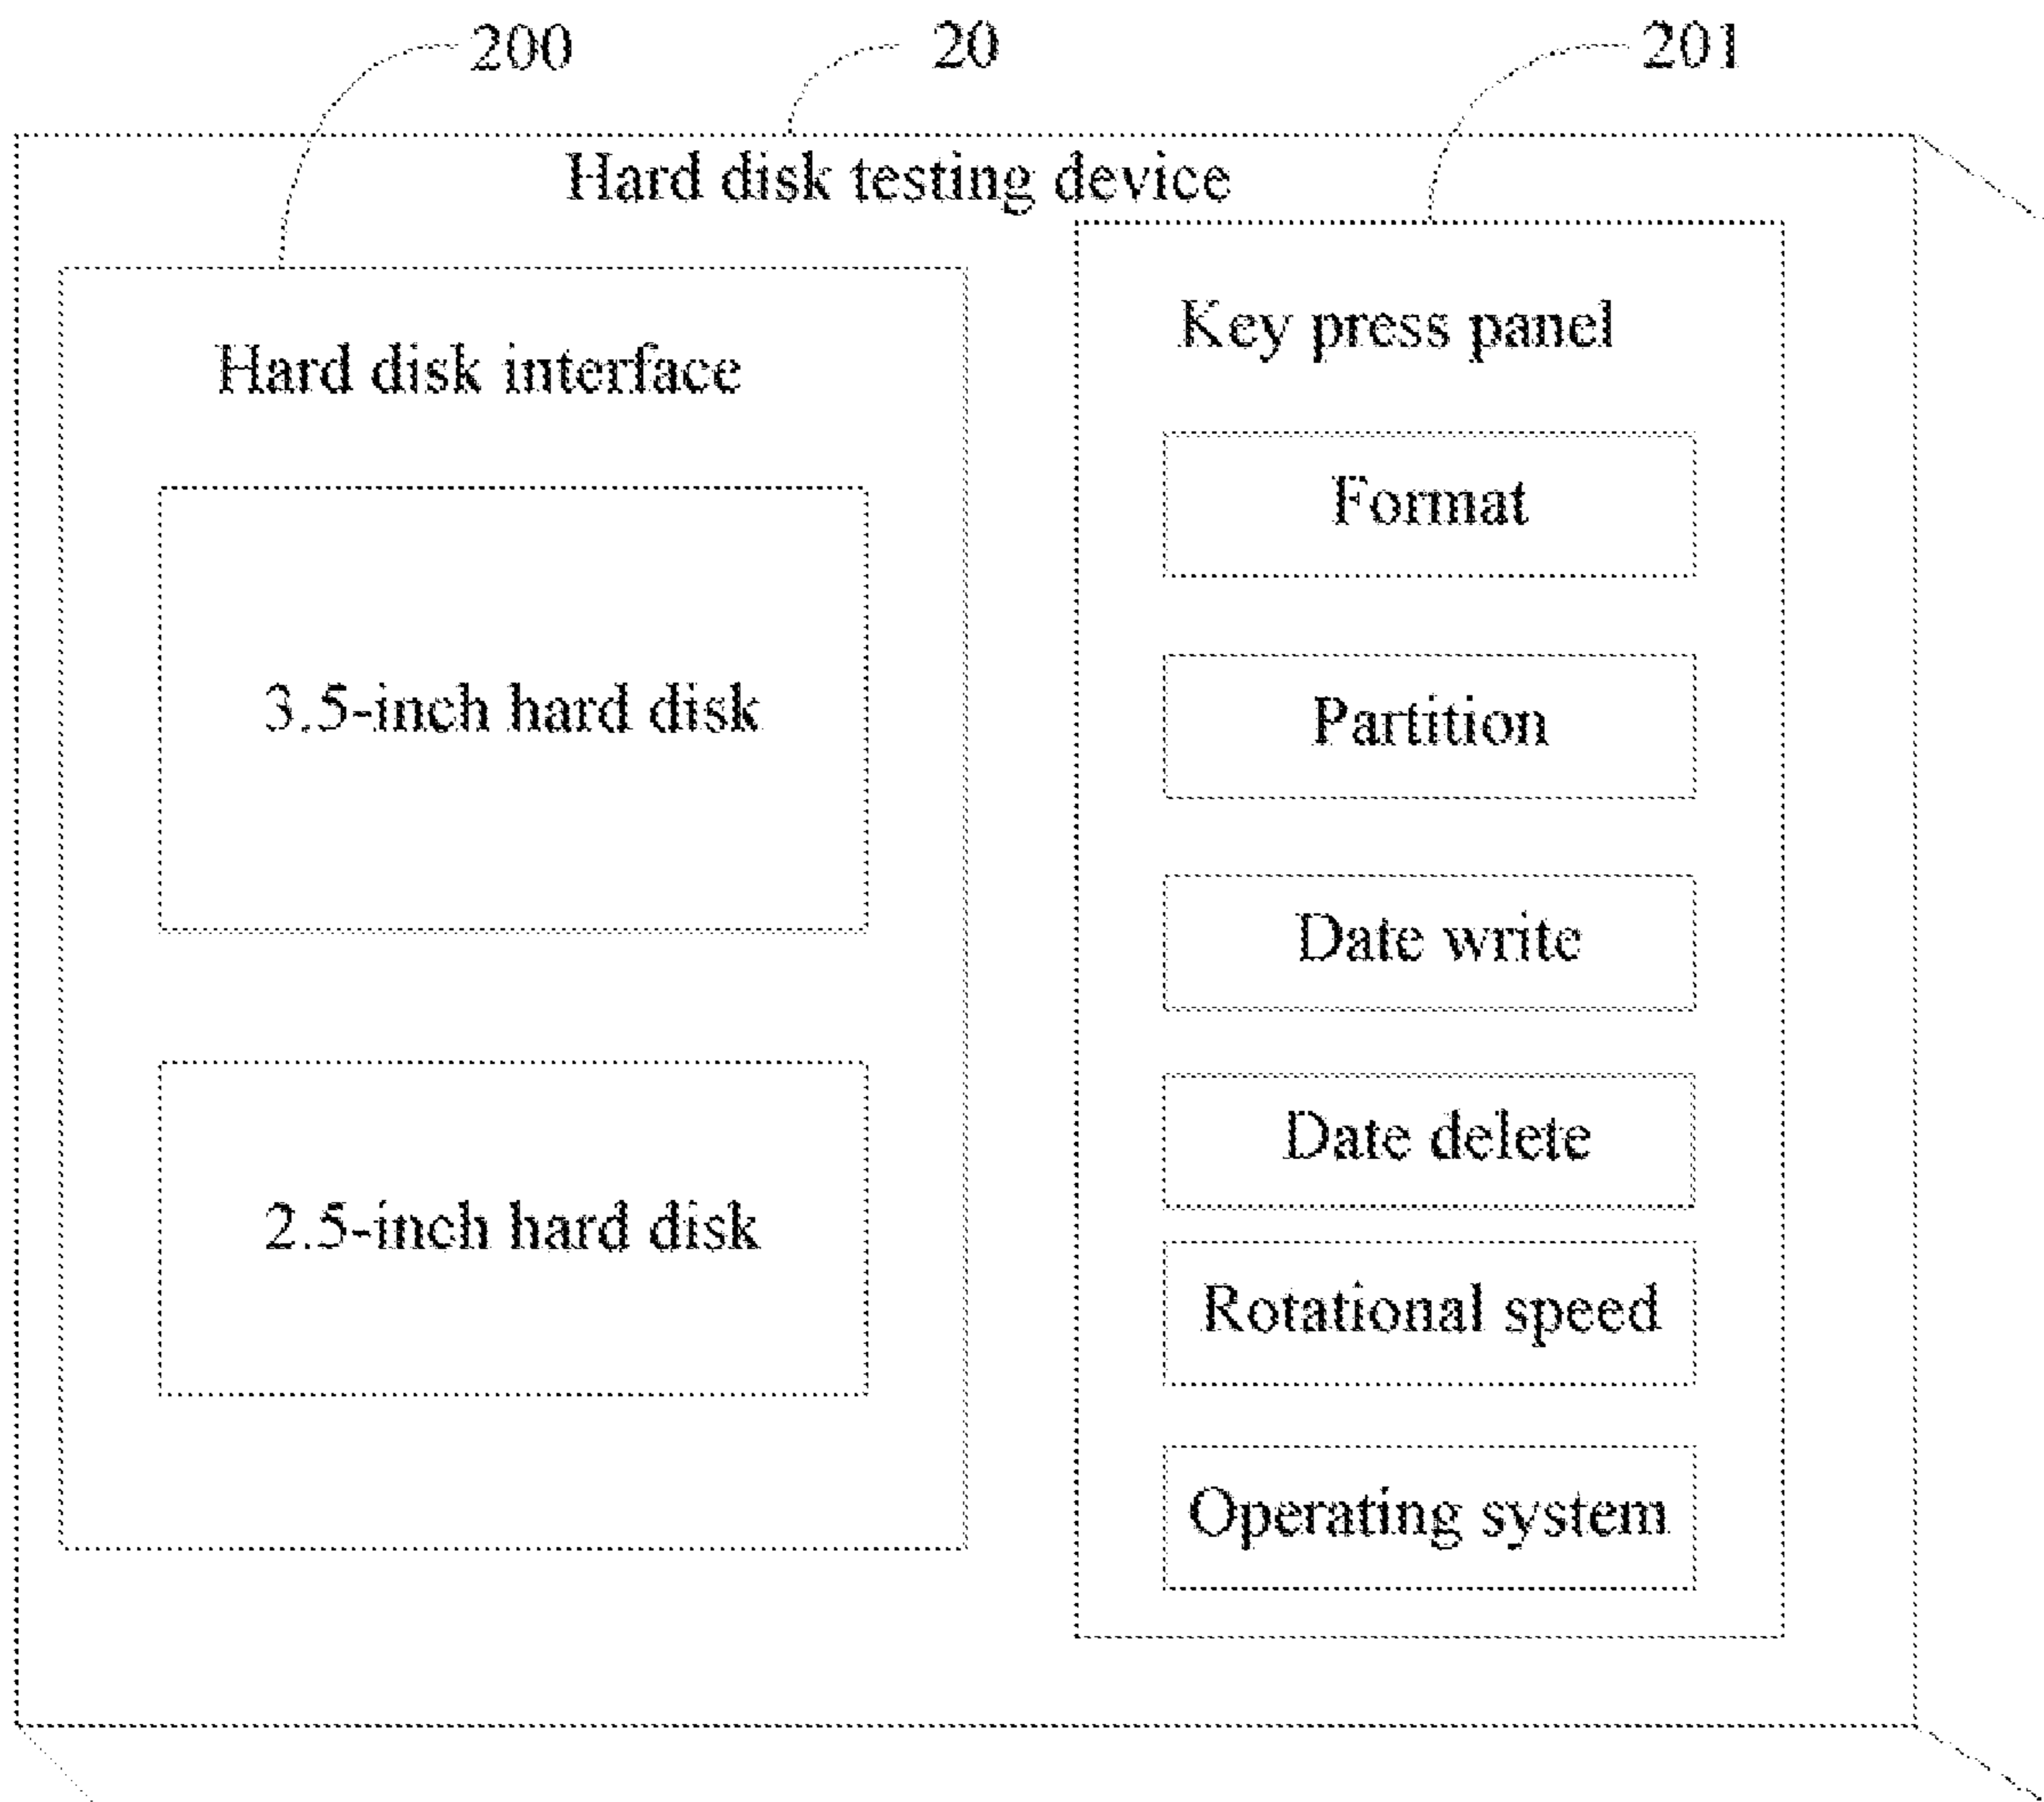 200
20
201
Hard disk testing device
Hard disk interface
3.5-inch hard disk
2.5-inch hard disk
Key press panel
Format
Partition
Date write
Date delete
Rotational speed
Operating system